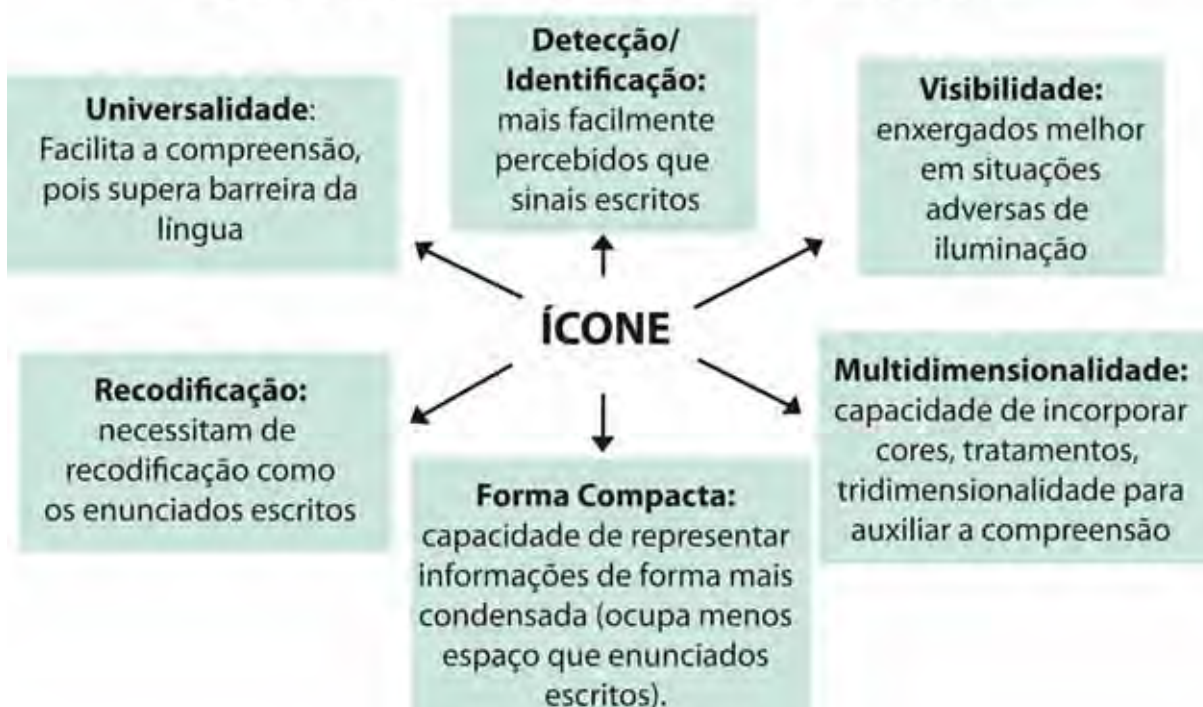 Detecção/
Identificação:
mais facilmente
percebidos que
sinais escritos
Universalidade:
Facilita a compreensão,
pois supera barreira da
língua
Visibilidade:
enxergados melhor
em situações
adversas de
iluminação
ÍCONE
Recodificação:
necessitam de
recodificação como
os enunciados escritos
Forma Compacta:
capacidade de representar
informações de forma mais
condensada (ocupa menos
espaço que enunciados
escritos).
Multidimensionalidade:
capacidade de incorporar
cores, tratamentos,
tridimensionalidade para
auxiliar a compreensão